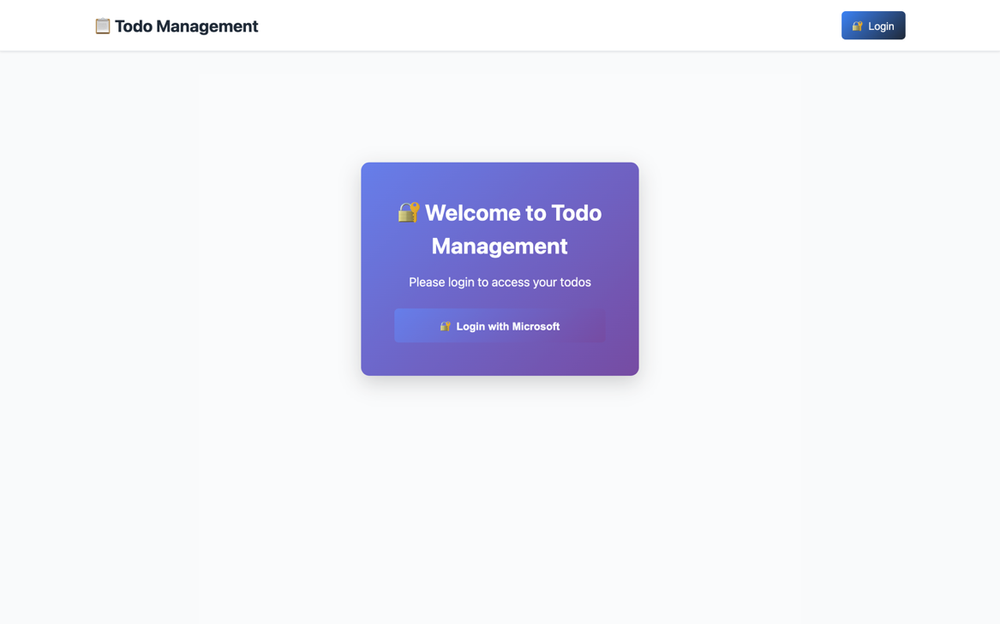 📋 Todo Management
🔐 Login
🔐 Welcome to Todo
Management
Please login to access your todos
🔐 Login with Microsoft